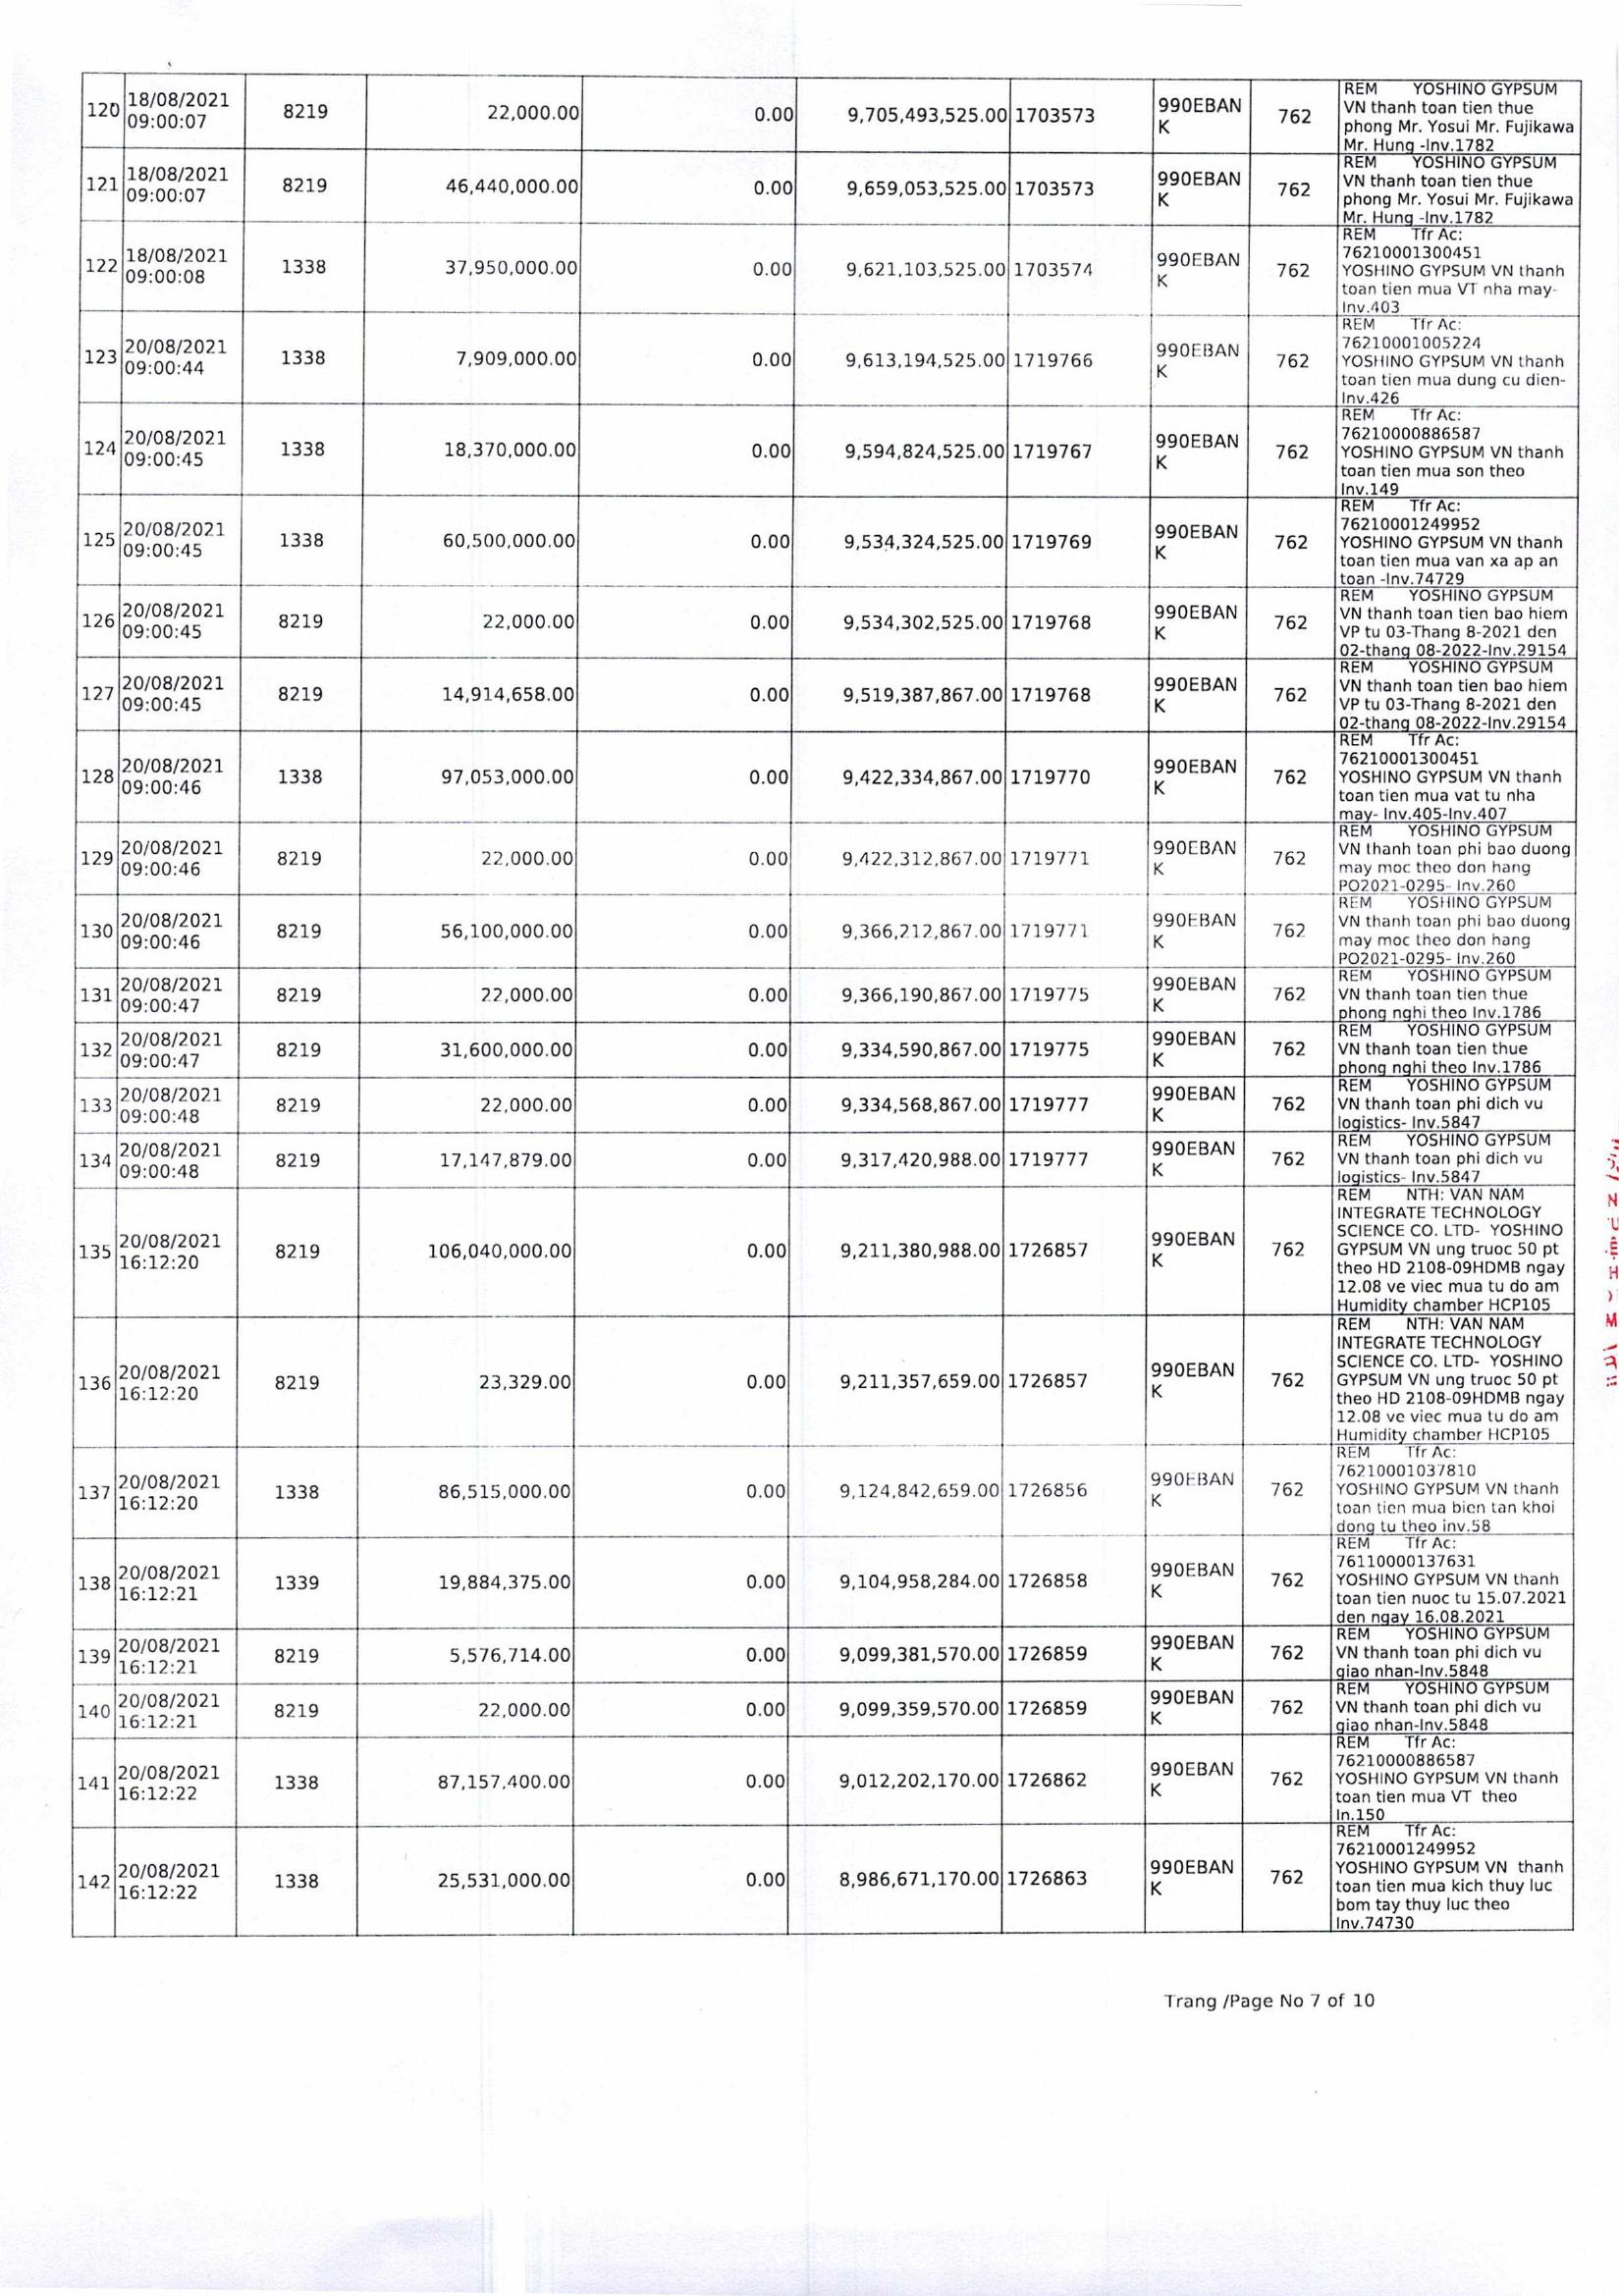 120 18/08/2021 09:00:07 8219 22,000.00 0.00 9,705,493,525.00 1703573 990EBAN K 762 REM YOSHINO GYPSUM
VN thanh toan tien thue
phong Mr. Yosui Mr. Fujikawa
Mr. Hung -Inv.1782
121 18/08/2021 09:00:07 8219 46,440,000.00 0.00 9,659,053,525.00 1703573 990EBAN K 762 REM YOSHINO GYPSUM
VN thanh toan tien thue
phong Mr. Yosui Mr. Fujikawa
Mr. Hung -Inv.1782
122 18/08/2021 09:00:08 1338 37,950,000.00 0.00 9,621,103,525.00 1703574 990EBAN K 762 REM Tfr Ac:
76210001300451
YOSHINO GYPSUM VN thanh
toan tien mua VT nha may-
Inv.403
123 20/08/2021 09:00:44 1338 7,909,000.00 0.00 9,613,194,525.00 1719766 990EBAN K 762 REM Tfr Ac:
76210001005224
YOSHINO GYPSUM VN thanh
toan tien mua dung cu dien-
Inv.426
124 20/08/2021 09:00:45 1338 18,370,000.00 0.00 9,594,824,525.00 1719767 990EBAN K 762 REM Tfr Ac:
76210000886587
YOSHINO GYPSUM VN thanh
toan tien mua son theo
Inv.149
125 20/08/2021 09:00:45 1338 60,500,000.00 0.00 9,534,324,525.00 1719769 990EBAN K 762 REM Tfr Ac:
76210001249952
YOSHINO GYPSUM VN thanh
toan tien mua van xa ap an
toan -Inv.74729
126 20/08/2021 09:00:45 8219 22,000.00 0.00 9,534,302,525.00 1719768 990EBAN K 762 REM YOSHINO GYPSUM
VN thanh toan tien bao hiem
VP tu 03-Thang 8-2021 den
02-thang 08-2022-Inv.29154
127 20/08/2021 09:00:45 8219 14,914,658.00 0.00 9,519,387,867.00 1719768 990EBAN K 762 REM YOSHINO GYPSUM
VN thanh toan tien bao hiem
VP tu 03-Thang 8-2021 den
02-thang 08-2022-Inv.29154
128 20/08/2021 09:00:46 1338 97,053,000.00 0.00 9,422,334,867.00 1719770 990EBAN K 762 REM Tfr Ac:
76210001300451
YOSHINO GYPSUM VN thanh
toan tien mua vat tu nha
may- Inv.405-Inv.407
129 20/08/2021 09:00:46 8219 22,000.00 0.00 9,422,312,867.00 1719771 990EBAN K 762 REM YOSHINO GYPSUM
VN thanh toan phi bao duong
may moc theo don hang
PO2021-0295- Inv.260
130 20/08/2021 09:00:46 8219 56,100,000.00 0.00 9,366,212,867.00 1719771 990EBAN K 762 REM YOSHINO GYPSUM
VN thanh toan phi bao duong
may moc theo don hang
PO2021-0295- Inv.260
131 20/08/2021 09:00:47 8219 22,000.00 0.00 9,366,190,867.00 1719775 990EBAN K 762 REM YOSHINO GYPSUM
VN thanh toan tien thue
phong nghi theo Inv.1786
132 20/08/2021 09:00:47 8219 31,600,000.00 0.00 9,334,590,867.00 1719775 990EBAN K 762 REM YOSHINO GYPSUM
VN thanh toan tien thue
phong nghi theo Inv.1786
133 20/08/2021 09:00:48 8219 22,000.00 0.00 9,334,568,867.00 1719777 990EBAN K 762 REM YOSHINO GYPSUM
VN thanh toan phi dich vu
logistics- Inv.5847
134 20/08/2021 09:00:48 8219 17,147,879.00 0.00 9,317,420,988.00 1719777 990EBAN K 762 REM YOSHINO GYPSUM
VN thanh toan phi dich vu
logistics- Inv.5847
135 20/08/2021 16:12:20 8219 106,040,000.00 0.00 9,211,380,988.00 1726857 990EBAN K 762 REM NTH: VAN NAM
INTEGRATE TECHNOLOGY
SCIENCE CO. LTD- YOSHINO
GYPSUM VN ung truoc 50 pt
theo HD 2108-09HDMB ngay
12.08 ve viec mua tu do am
Humidity chamber HCP105
136 20/08/2021 16:12:20 8219 23,329.00 0.00 9,211,357,659.00 1726857 990EBAN K 762 REM NTH: VAN NAM
INTEGRATE TECHNOLOGY
SCIENCE CO. LTD- YOSHINO
GYPSUM VN ung truoc 50 pt
theo HD 2108-09HDMB ngay
12.08 ve viec mua tu do am
Humidity chamber HCP105
137 20/08/2021 16:12:20 1338 86,515,000.00 0.00 9,124,842,659.00 1726856 990EBAN K 762 REM Tfr Ac:
76210001037810
YOSHINO GYPSUM VN thanh
toan tien mua bien tan khoi
dong tu theo inv.58
138 20/08/2021 16:12:21 1339 19,884,375.00 0.00 9,104,958,284.00 1726858 990EBAN K 762 REM Tfr Ac:
76110000137631
YOSHINO GYPSUM VN thanh
toan tien nuoc tu 15.07.2021
den ngay 16.08.2021
139 20/08/2021 16:12:21 8219 5,576,714.00 0.00 9,099,381,570.00 1726859 990EBAN K 762 REM YOSHINO GYPSUM
VN thanh toan phi dich vu
giao nhan-Inv.5848
140 20/08/2021 16:12:21 8219 22,000.00 0.00 9,099,359,570.00 1726859 990EBAN K 762 REM YOSHINO GYPSUM
VN thanh toan phi dich vu
giao nhan-Inv.5848
141 20/08/2021 16:12:22 1338 87,157,400.00 0.00 9,012,202,170.00 1726862 990EBAN K 762 REM Tfr Ac:
76210000886587
YOSHINO GYPSUM VN thanh
toan tien mua VT theo
In.150
142 20/08/2021 16:12:22 1338 25,531,000.00 0.00 8,986,671,170.00 1726863 990EBAN K 762 REM Tfr Ac:
76210001249952
YOSHINO GYPSUM VN thanh
toan tien mua kich thuy luc
bom tay thuy luc theo
Inv.74730
Trang /Page No 7 of 10